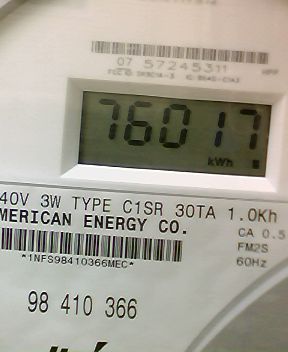 07 57245311
76017
kWh
40V 3W TYPE C1SR 30TA 1.0Kh
MERICAN ENERGY CO.
CA 0.5
FM2S
*1NFS98410366MEC*
60Hz
98 410 366